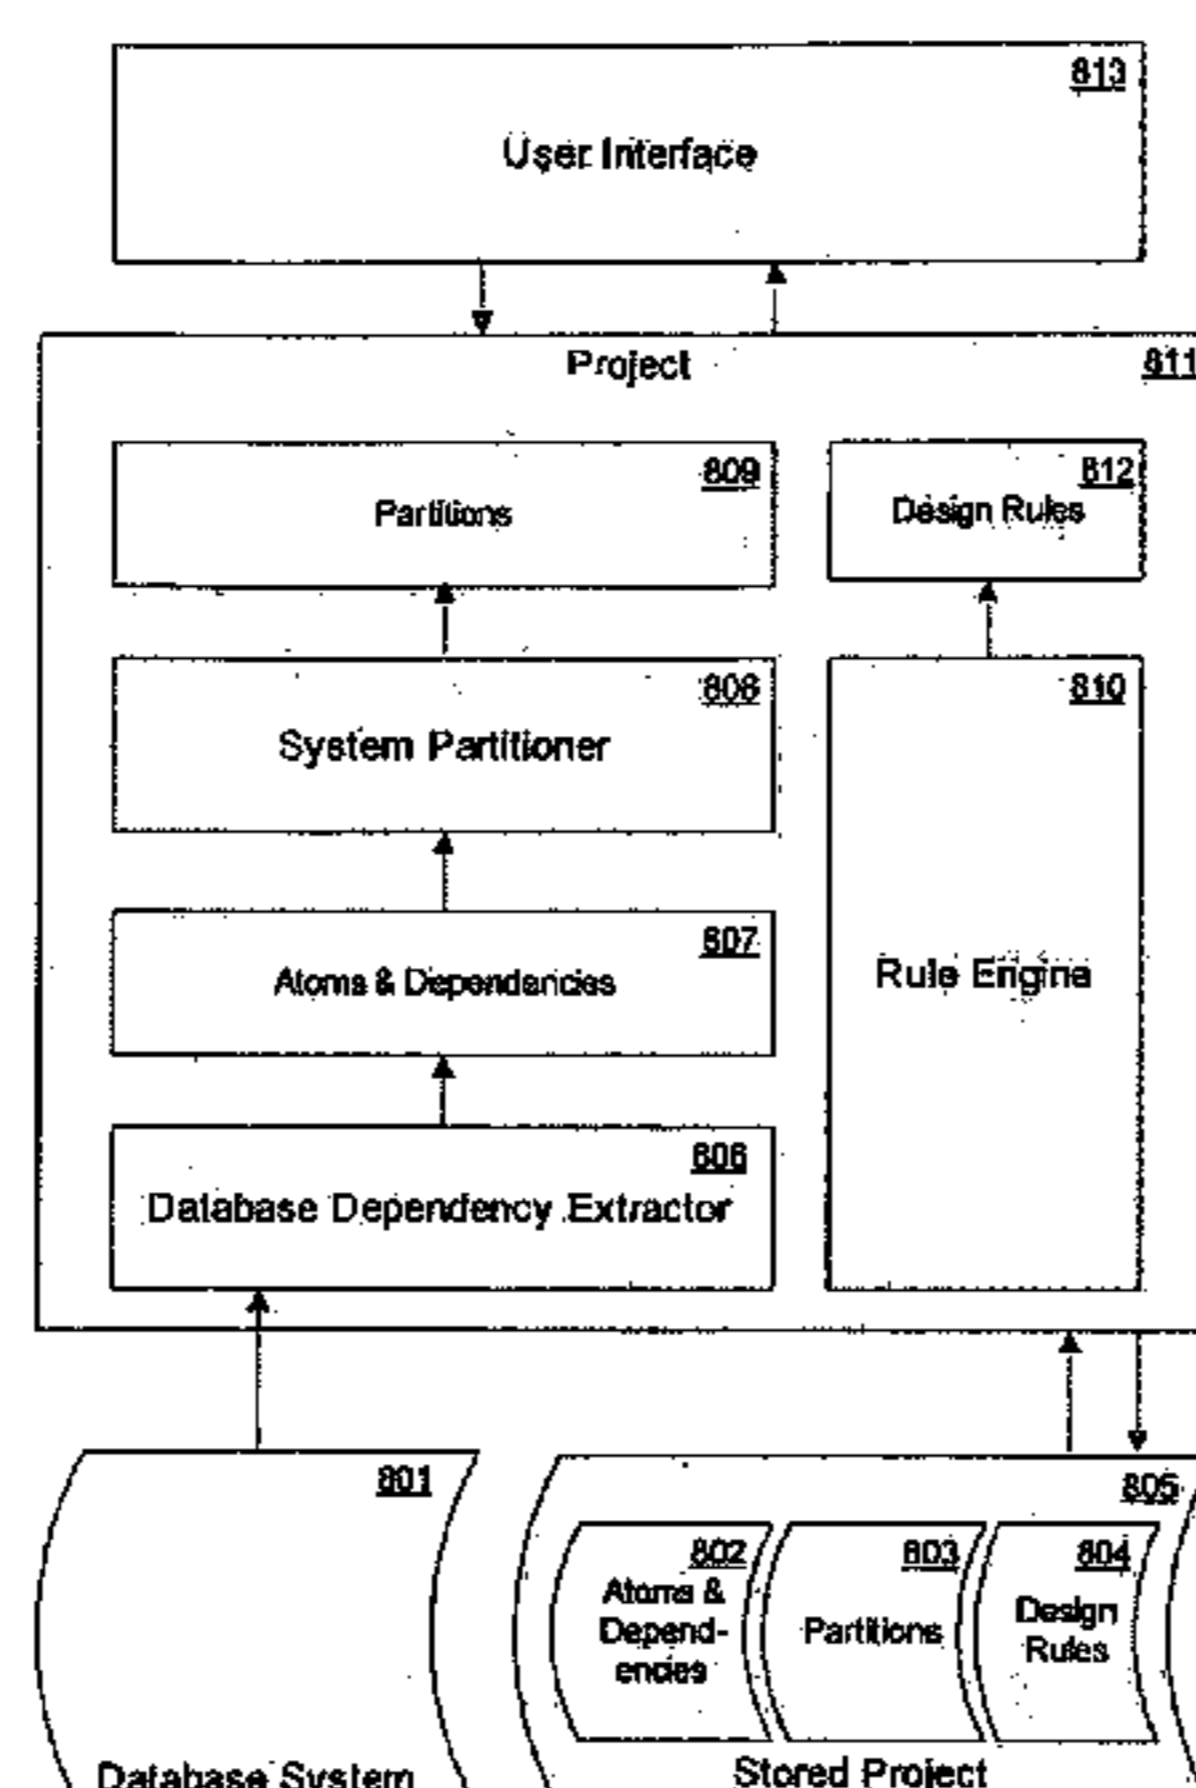 813
User Interface
Project
811
809
Partitions
812
Design Rules
808
System Partitioner
810
807
Atoms & Dependencies
Rule Engine
806
Database Dependency Extractor
801
805
802
Atoms &
Depend-
encies
803
Partitions
804
Design
Rules
Database System
Stored Project